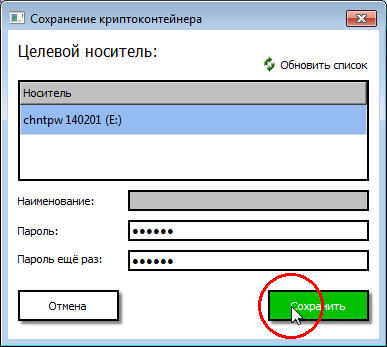 Сохранение криптоконтейнера
Целевой носитель:
Обновить список
Носитель
chntpw 140201 (E:)
Наименование:
Пароль:
••••••
Пароль ещё раз:
••••••
Отмена
Сохранить